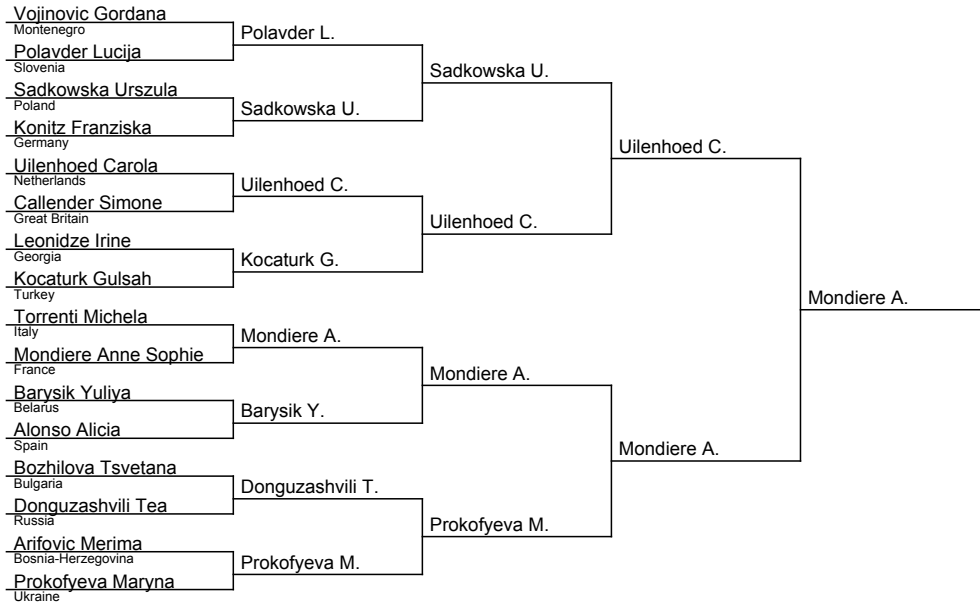 Vojinovic Gordana
Montenegro
Polavder L.
Polavder Lucija
Slovenia
Sadkowska U.
Sadkowska Urszula
Poland
Sadkowska U.
Konitz Franziska
Germany
Uilenhoed C.
Uilenhoed Carola
Netherlands
Uilenhoed C.
Callender Simone
Great Britain
Uilenhoed C.
Leonidze Irine
Georgia
Kocaturk G.
Kocaturk Gulsah
Turkey
Mondiere A.
Torrenti Michela
Italy
Mondiere A.
Mondiere Anne Sophie
France
Mondiere A.
Barysik Yuliya
Belarus
Barysik Y.
Alonso Alicia
Spain
Mondiere A.
Bozhilova Tsvetana
Bulgaria
Donguzashvili T.
Donguzashvili Tea
Russia
Prokofyeva M.
Arifovic Merima
Bosnia-Herzegovina
Prokofyeva M.
Prokofyeva Maryna
Ukraine